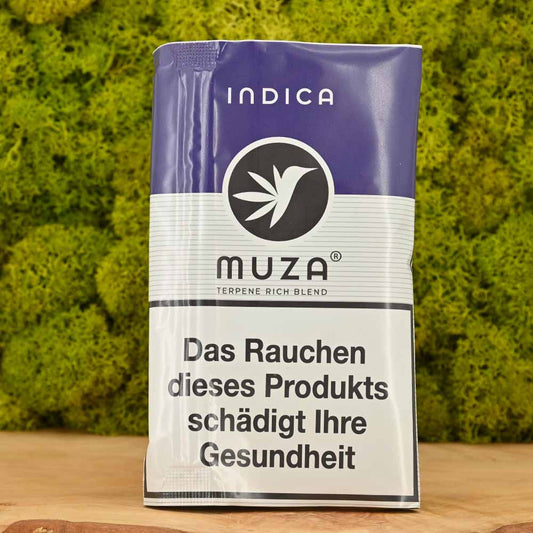 INDICA
MUZA®
TERPENE RICH BLEND
Das Rauchen
dieses Produkts
schädigt Ihre
Gesundheit